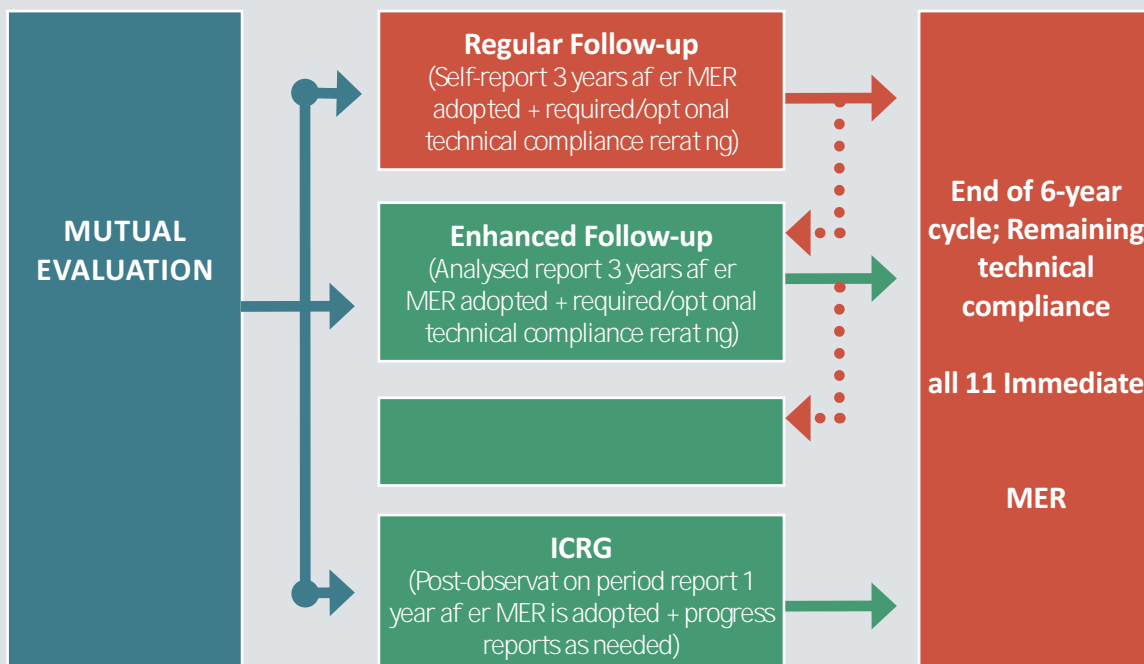 MUTUAL
EVALUATION
Regular Follow-up
(Self-report 3 years af er MER
adopted + required/opt onal
technical compliance rerat ng)
Enhanced Follow-up
(Analysed report 3 years af er
MER adopted + required/opt onal
technical compliance rerat ng)
ICRG
(Post-observat on period report 1
year af er MER is adopted + progress
reports as needed)
End of 6-year
cycle; Remaining
technical
compliance
all 11 Immediate
MER